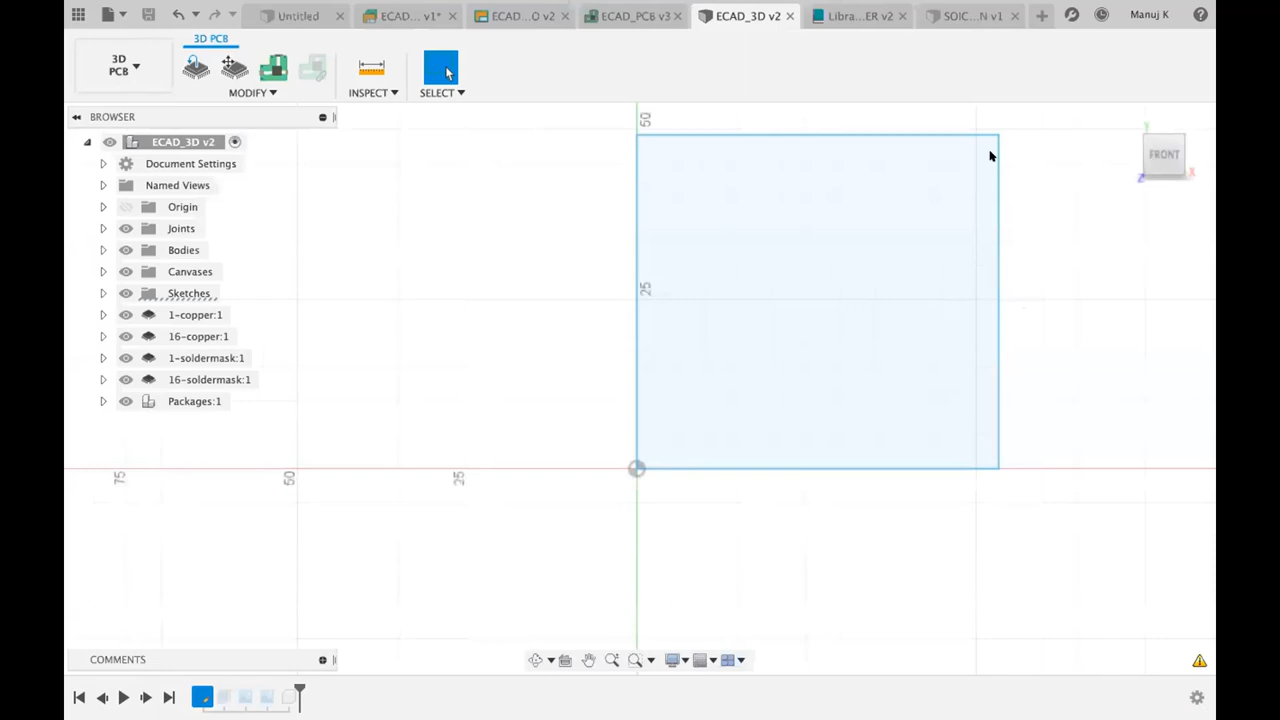 Untitled
ECAD... v1*
ECAD ...O v2
ECAD_PCB v3
ECAD_3D v2
Libra...ER v2
SOIC...N v1
Manuj K
3D PCB
3D
PCB
MODIFY
INSPECT
SELECT
BROWSER
ECAD_3D v2
Document Settings
Named Views
Origin
Joints
Bodies
Canvases
Sketches
1-copper:1
16-copper:1
1-soldermask:1
16-soldermask:1
Packages:1
50
25
75
50
25
FRONT
Y
X
Z
COMMENTS